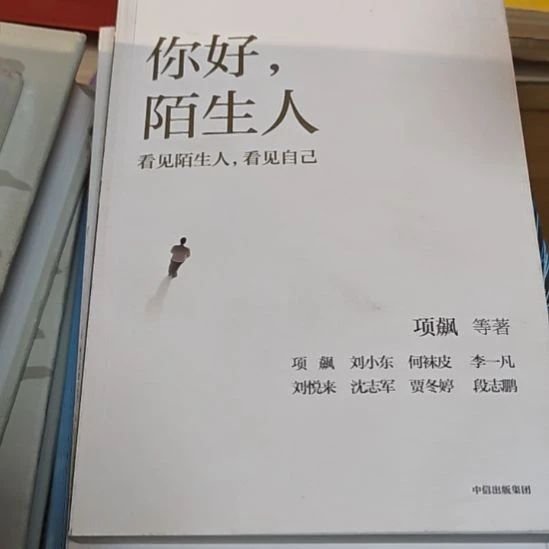 你好，
陌生人
看见陌生人，看见自己
项飙 等著
项 飙 刘小东 何袜皮 李一凡
刘悦来 沈志军 贾冬婷 段志鹏
中信出版集团